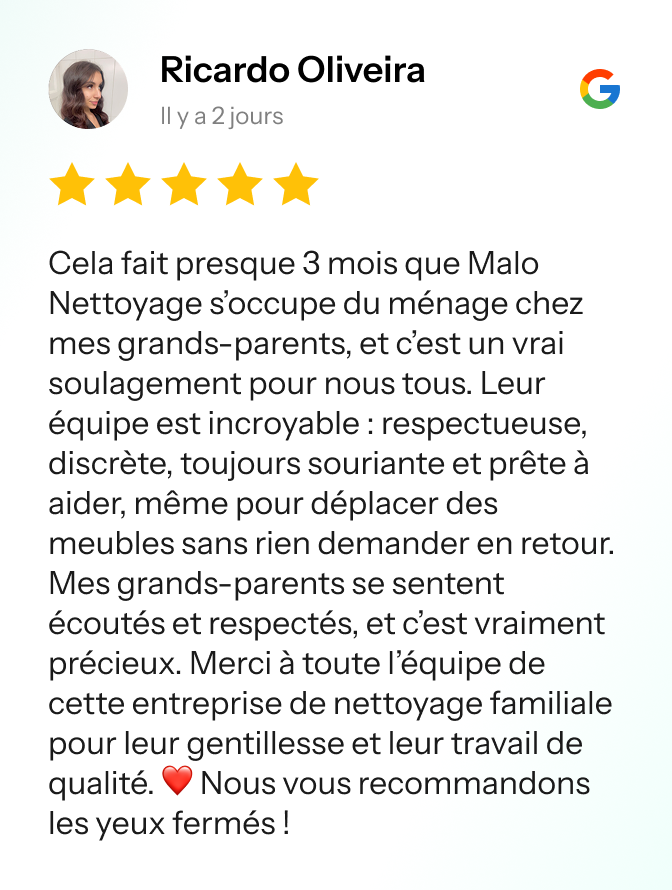 Ricardo Oliveira
Il y a 2 jours
Cela fait presque 3 mois que Malo
Nettoyage s’occupe du ménage chez
mes grands-parents, et c’est un vrai
soulagement pour nous tous. Leur
équipe est incroyable : respectueuse,
discrète, toujours souriante et prête à
aider, même pour déplacer des
meubles sans rien demander en retour.
Mes grands-parents se sentent
écoutés et respectés, et c’est vraiment
précieux. Merci à toute l’équipe de
cette entreprise de nettoyage familiale
pour leur gentillesse et leur travail de
qualité. ❤️ Nous vous recommandons
les yeux fermés !